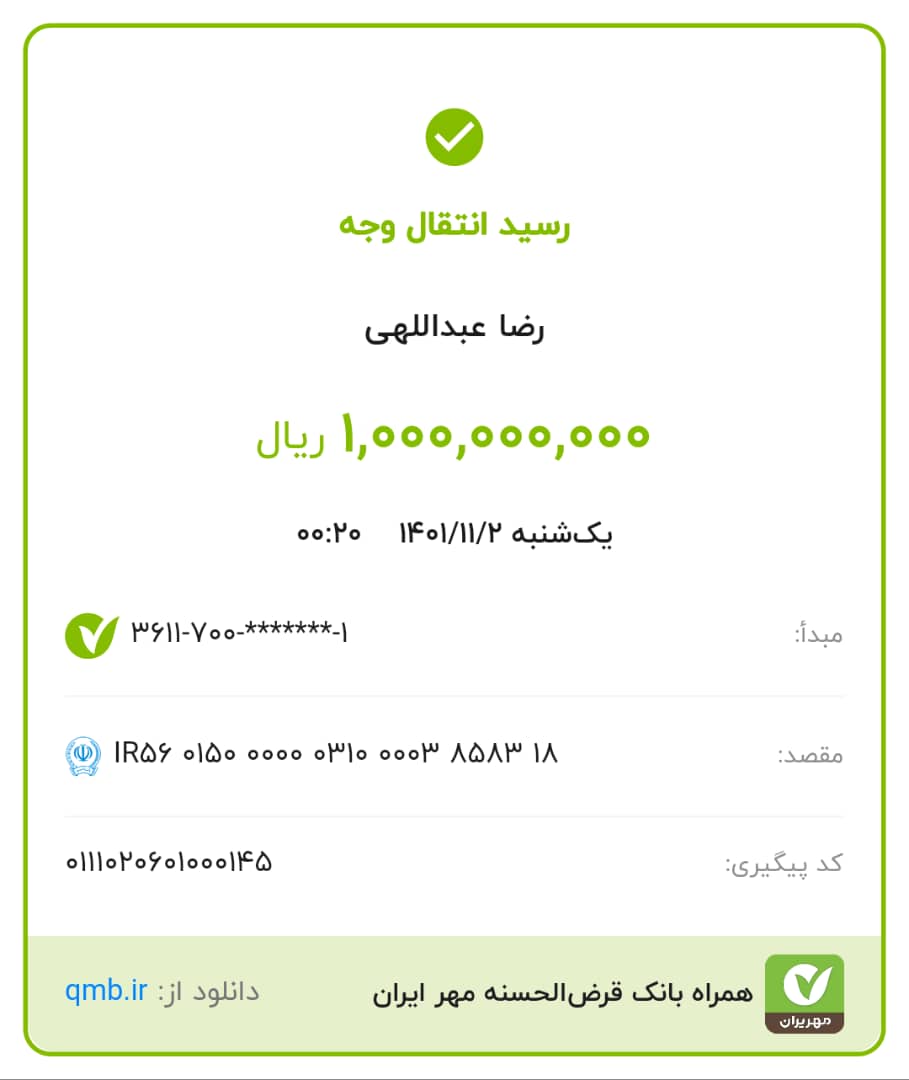 رسید انتقال وجه
رضا عبداللهی
۱,۰۰۰,۰۰۰,۰۰۰ ریال
یک‌شنبه ۱۴۰۱/۱۱/۲ ۰۰:۲۰
مبدأ: ۳۶۱۱-۷۰۰-*******-۱
مقصد: IR۵۶ ۰۱۵۰ ۰۰۰۰ ۰۳۱۰ ۰۰۰۳ ۸۵۸۳ ۱۸
کد پیگیری: ۰۱۱۱۰۲۰۶۰۱۰۰۰۱۴۵
همراه بانک قرض‌الحسنه مهر ایران دانلود از: qmb.ir
مهریران